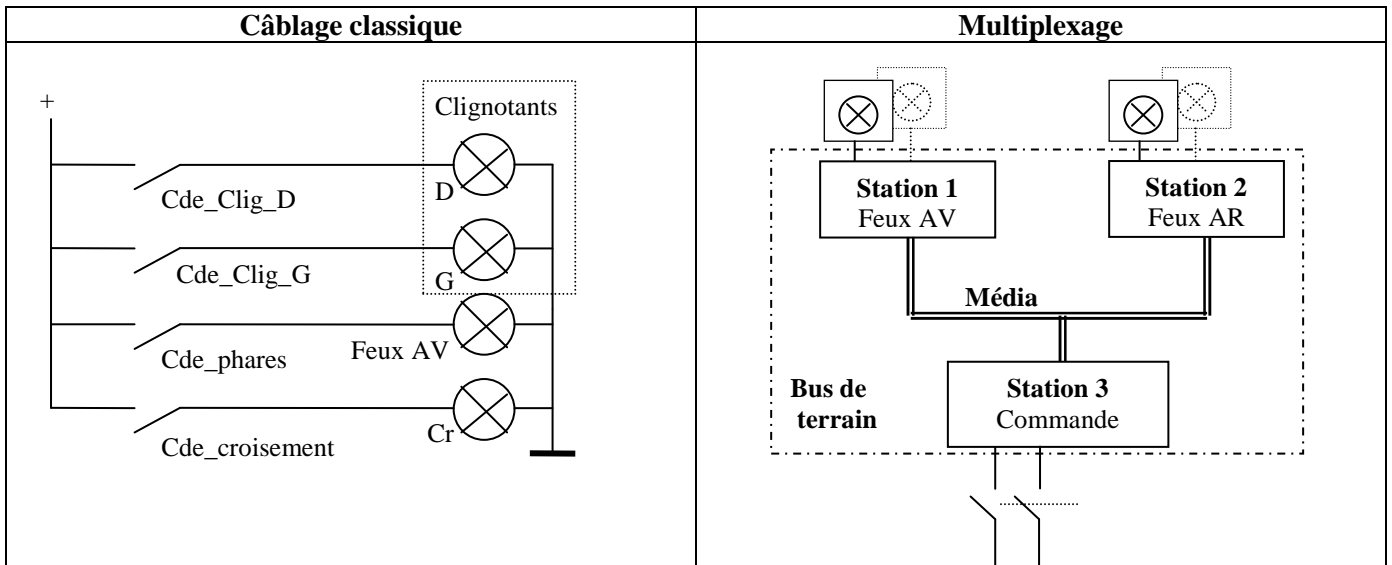 Câblage classique
Multiplexage
+
Clignotants
D
Cde_Clig_D
G
Cde_Clig_G
Feux AV
Cde_phares
Cr
Cde_croisement
Station 1
Feux AV
Station 2
Feux AR
Média
Bus de
terrain
Station 3
Commande